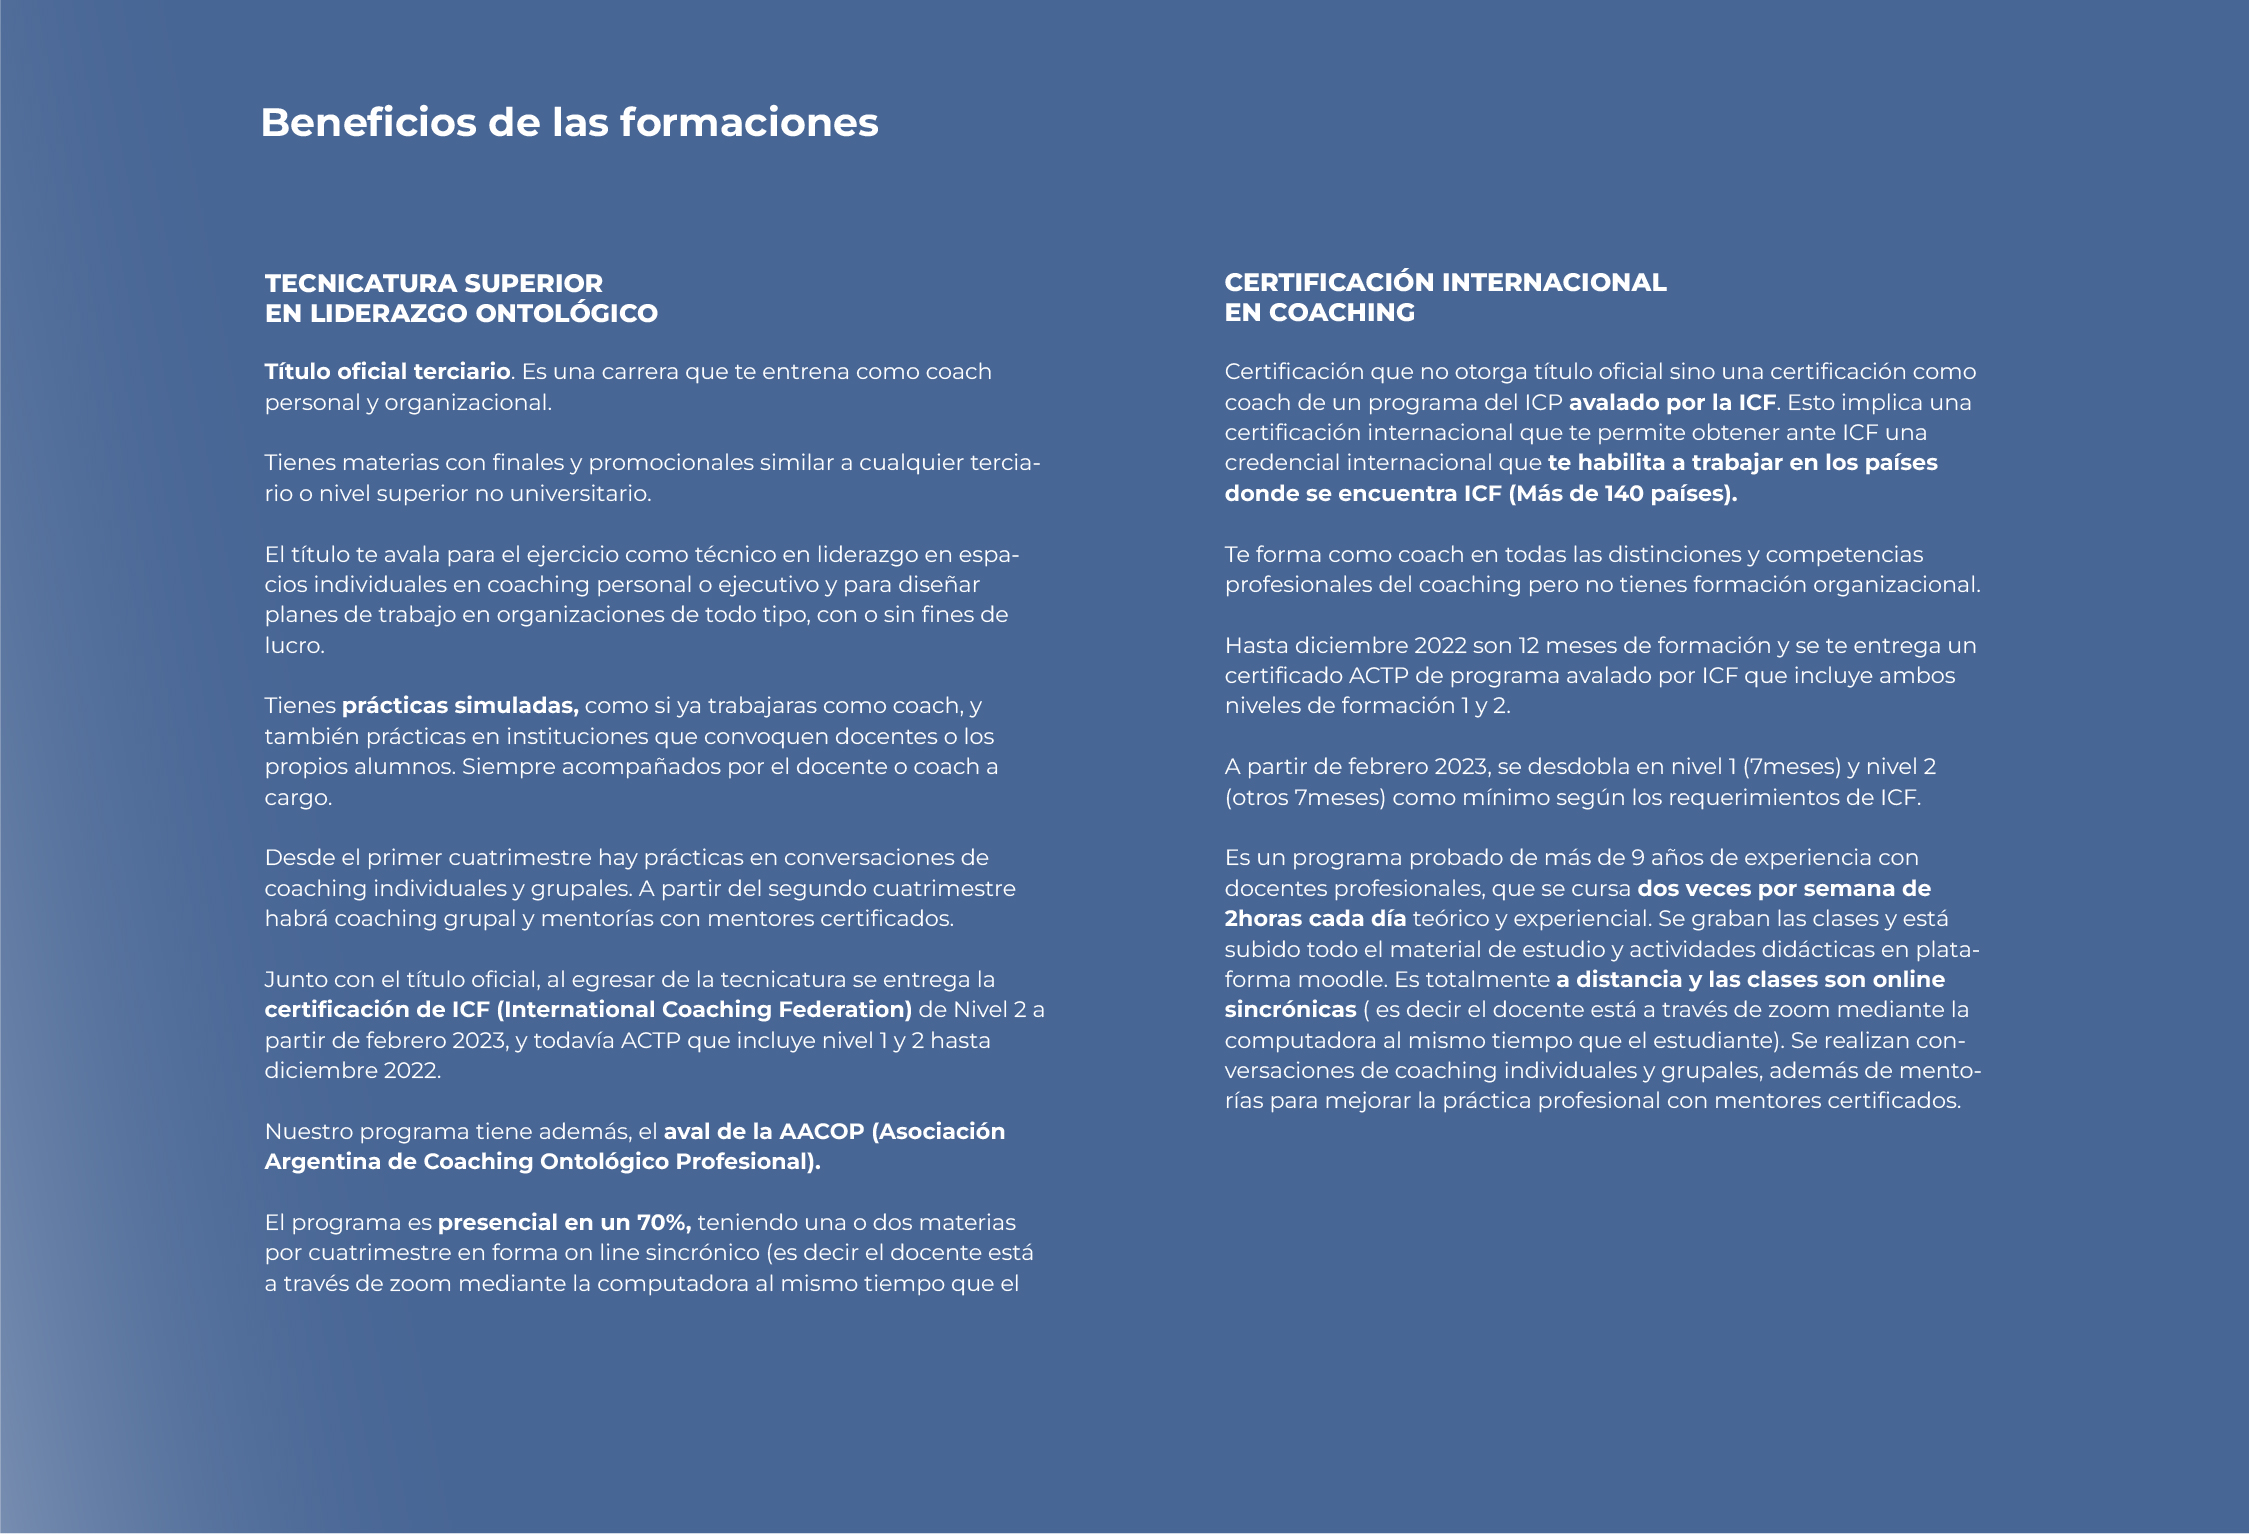 Beneficios de las formaciones
TECNICATURA SUPERIOR
EN LIDERAZGO ONTOLÓGICO
Título oficial terciario. Es una carrera que te entrena como coach
personal y organizacional.
Tienes materias con finales y promocionales similar a cualquier tercia-
rio o nivel superior no universitario.
El título te avala para el ejercicio como técnico en liderazgo en espa-
cios individuales en coaching personal o ejecutivo y para diseñar
planes de trabajo en organizaciones de todo tipo, con o sin fines de
lucro.
Tienes prácticas simuladas, como si ya trabajaras como coach, y
también prácticas en instituciones que convoquen docentes o los
propios alumnos. Siempre acompañados por el docente o coach a
cargo.
Desde el primer cuatrimestre hay prácticas en conversaciones de
coaching individuales y grupales. A partir del segundo cuatrimestre
habrá coaching grupal y mentorías con mentores certificados.
Junto con el título oficial, al egresar de la tecnicatura se entrega la
certificación de ICF (International Coaching Federation) de Nivel 2 a
partir de febrero 2023, y todavía ACTP que incluye nivel 1 y 2 hasta
diciembre 2022.
Nuestro programa tiene además, el aval de la AACOP (Asociación
Argentina de Coaching Ontológico Profesional).
El programa es presencial en un 70%, teniendo una o dos materias
por cuatrimestre en forma on line sincrónico (es decir el docente está
a través de zoom mediante la computadora al mismo tiempo que el
CERTIFICACIÓN INTERNACIONAL
EN COACHING
Certificación que no otorga título oficial sino una certificación como
coach de un programa del ICP avalado por la ICF. Esto implica una
certificación internacional que te permite obtener ante ICF una
credencial internacional que te habilita a trabajar en los países
donde se encuentra ICF (Más de 140 países).
Te forma como coach en todas las distinciones y competencias
profesionales del coaching pero no tienes formación organizacional.
Hasta diciembre 2022 son 12 meses de formación y se te entrega un
certificado ACTP de programa avalado por ICF que incluye ambos
niveles de formación 1 y 2.
A partir de febrero 2023, se desdobla en nivel 1 (7meses) y nivel 2
(otros 7meses) como mínimo según los requerimientos de ICF.
Es un programa probado de más de 9 años de experiencia con
docentes profesionales, que se cursa dos veces por semana de
2horas cada día teórico y experiencial. Se graban las clases y está
subido todo el material de estudio y actividades didácticas en plata-
forma moodle. Es totalmente a distancia y las clases son online
sincrónicas ( es decir el docente está a través de zoom mediante la
computadora al mismo tiempo que el estudiante). Se realizan con-
versaciones de coaching individuales y grupales, además de mento-
rías para mejorar la práctica profesional con mentores certificados.